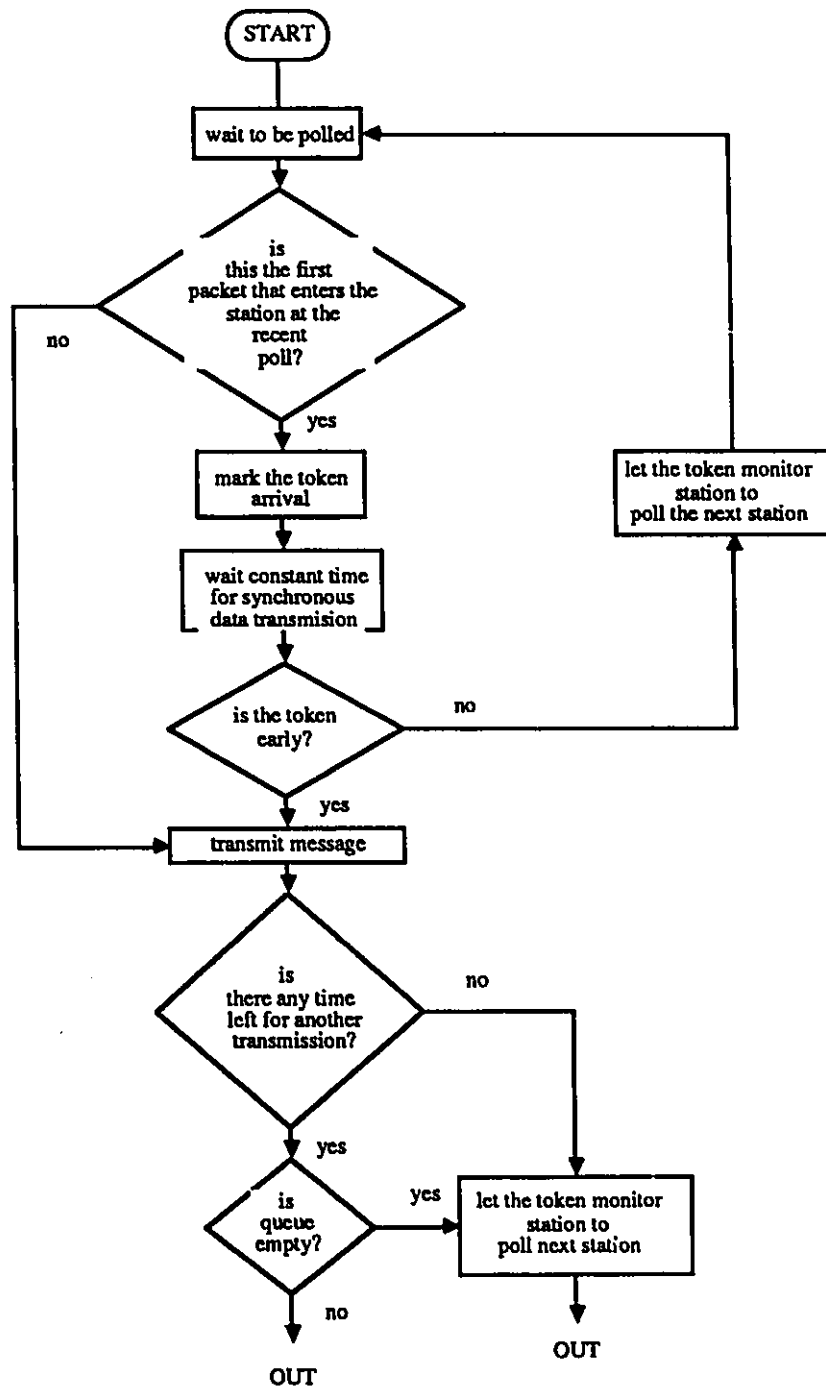 START
wait to be polled
is
this the first
packet that enters the
station at the
recent
poll?
no
yes
mark the token
arrival
let the token monitor
station to
poll the next station
wait constant time
for synchronous
data transmision
is the token
early?
no
yes
transmit message
is
there any time
left for another
transmission?
no
yes
is
queue
empty?
yes
let the token monitor
station to
poll next station
no
OUT
OUT